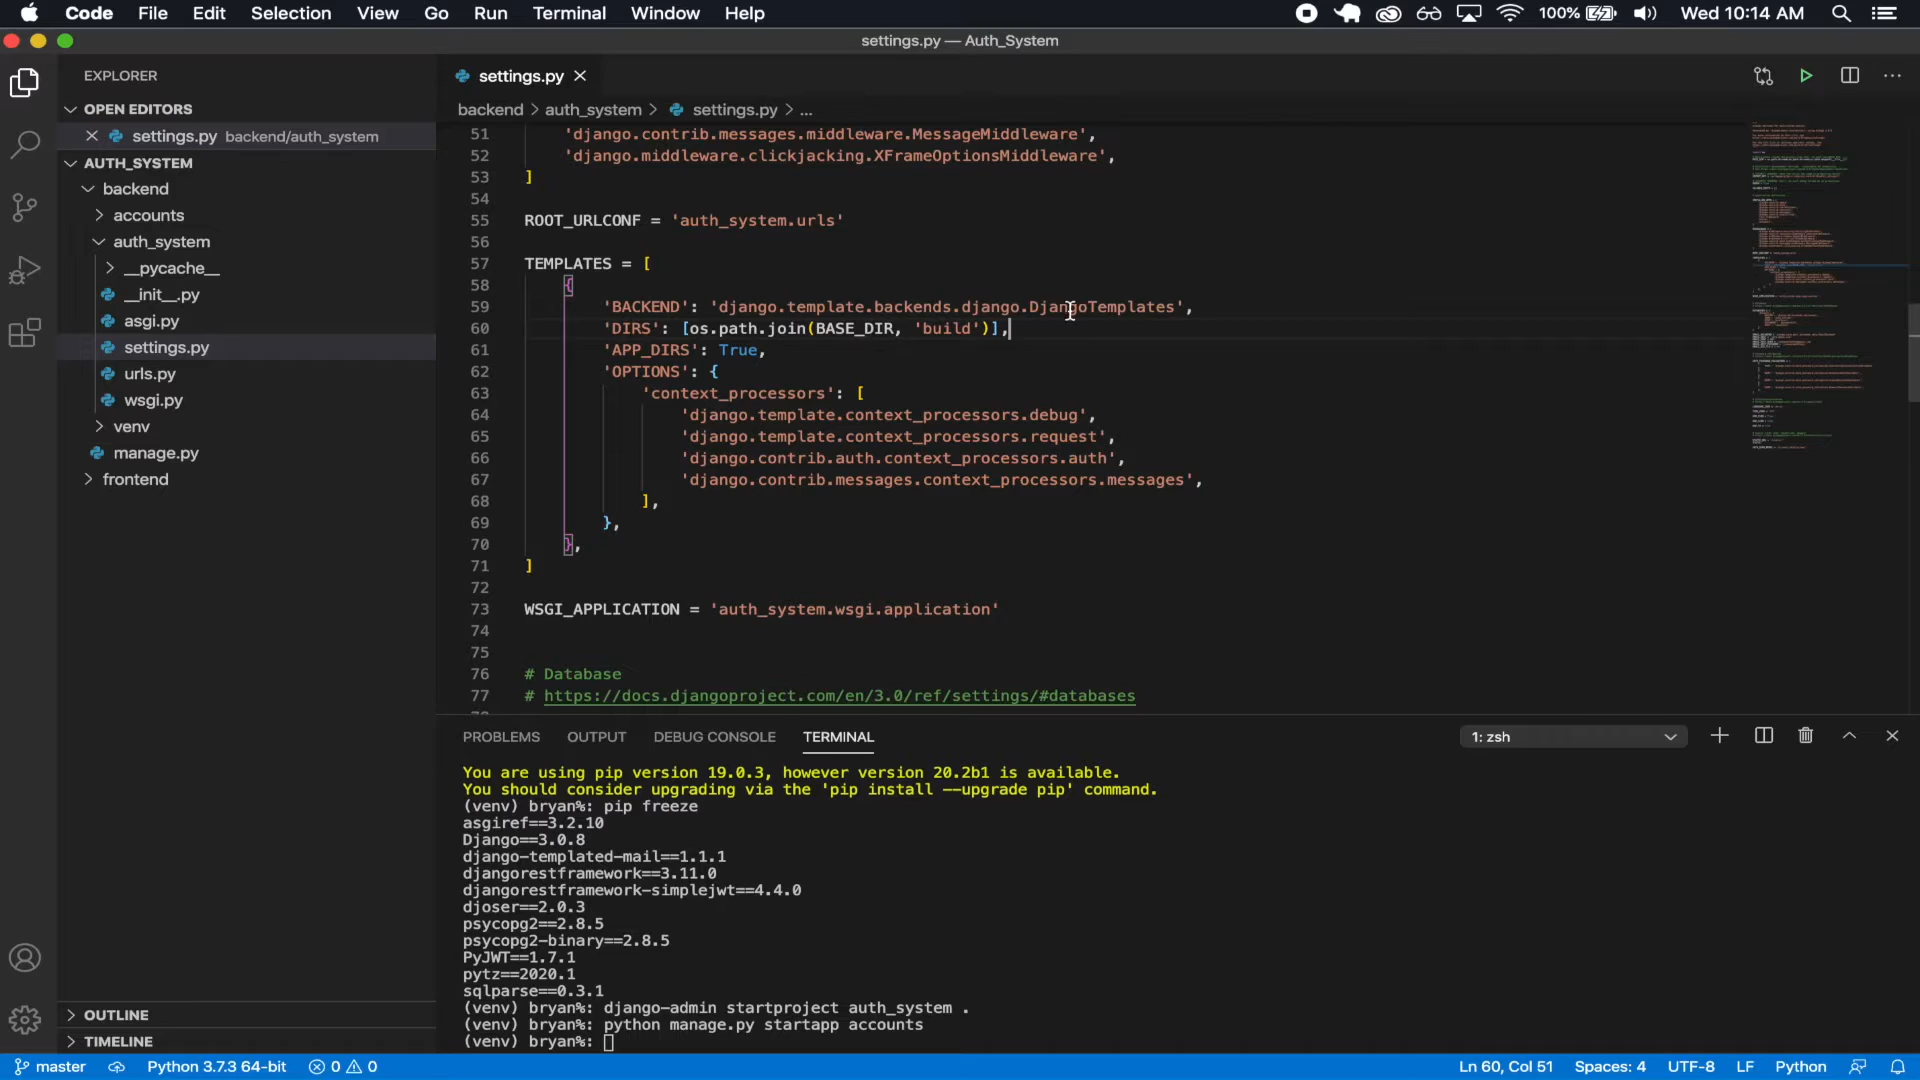 Code File Edit Selection View Go Run Terminal Window Help 100% Wed 10:14 AM
settings.py — Auth_System
EXPLORER
OPEN EDITORS
settings.py backend/auth_system
AUTH_SYSTEM
backend
accounts
auth_system
__pycache__
__init__.py
asgi.py
settings.py
urls.py
wsgi.py
venv
manage.py
frontend
OUTLINE
TIMELINE
settings.py
backend > auth_system > settings.py > ...
51 'django.contrib.messages.middleware.MessageMiddleware',
52 'django.middleware.clickjacking.XFrameOptionsMiddleware',
53 ]
54
55 ROOT_URLCONF = 'auth_system.urls'
56
57 TEMPLATES = [
58 {
59 'BACKEND': 'django.template.backends.django.DjangoTemplates',
60 'DIRS': [os.path.join(BASE_DIR, 'build')],
61 'APP_DIRS': True,
62 'OPTIONS': {
63 'context_processors': [
64 'django.template.context_processors.debug',
65 'django.template.context_processors.request',
66 'django.contrib.auth.context_processors.auth',
67 'django.contrib.messages.context_processors.messages',
68 ],
69 },
70 },
71 ]
72
73 WSGI_APPLICATION = 'auth_system.wsgi.application'
74
75
76 # Database
77 # https://docs.djangoproject.com/en/3.0/ref/settings/#databases
PROBLEMS OUTPUT DEBUG CONSOLE TERMINAL 1: zsh
You are using pip version 19.0.3, however version 20.2b1 is available.
You should consider upgrading via the 'pip install --upgrade pip' command.
(venv) bryan%: pip freeze
asgiref==3.2.10
Django==3.0.8
django-templated-mail==1.1.1
djangorestframework==3.11.0
djangorestframework-simplejwt==4.4.0
djoser==2.0.3
psycopg2==2.8.5
psycopg2-binary==2.8.5
PyJWT==1.7.1
pytz==2020.1
sqlparse==0.3.1
(venv) bryan%: django-admin startproject auth_system .
(venv) bryan%: python manage.py startapp accounts
(venv) bryan%:
master Python 3.7.3 64-bit 0 0 Ln 60, Col 51 Spaces: 4 UTF-8 LF Python